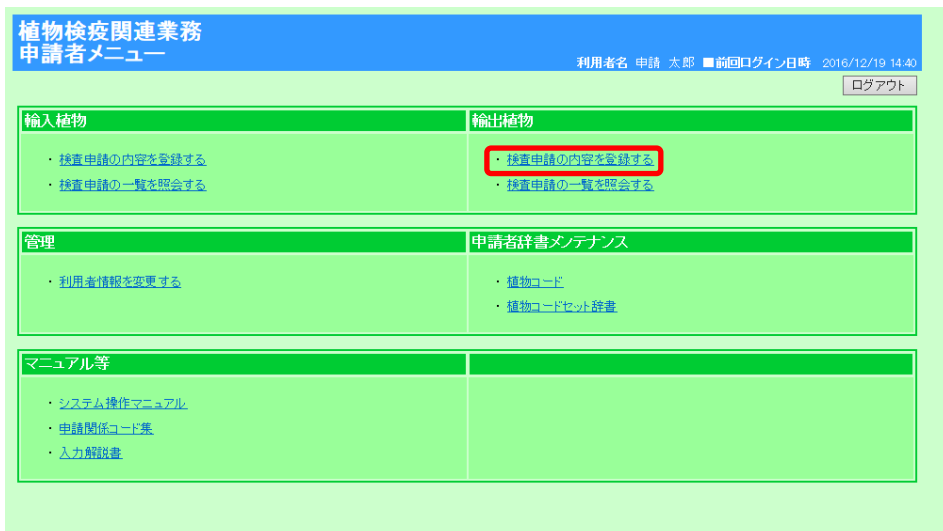 植物検疫関連業務
申請者メニュー
利用者名 申請 太郎 ■前回ログイン日時 2016/12/19 14:40
ログアウト
輸入植物
・検査申請の内容を登録する
・検査申請の一覧を照会する
輸出植物
・検査申請の内容を登録する
・検査申請の一覧を照会する
管理
・利用者情報を変更する
申請者辞書メンテナンス
・植物コード
・植物コードセット辞書
マニュアル等
・システム操作マニュアル
・申請関係コード集
・入力解説書